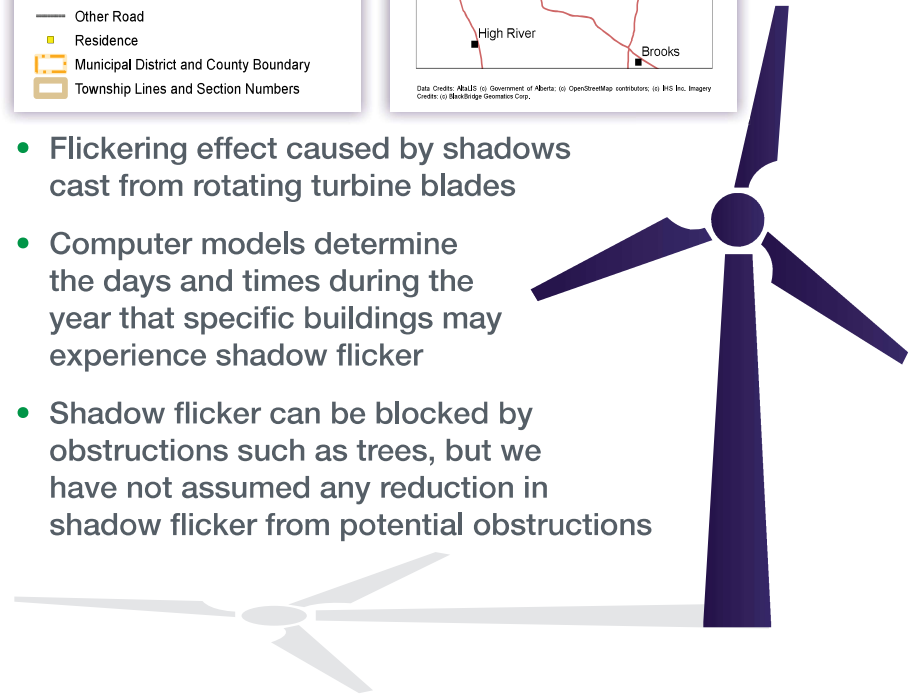 Other Road
Residence
Municipal District and County Boundary
Township Lines and Section Numbers
High River
Brooks
Data Credits: AltaLIS (c) Government of Alberta; (c) OpenStreetMap contributors; (c) IHS Inc. Imagery
Credits: (c) BlackBridge Geomatics Corp.
• Flickering effect caused by shadows
cast from rotating turbine blades
• Computer models determine
the days and times during the
year that specific buildings may
experience shadow flicker
• Shadow flicker can be blocked by
obstructions such as trees, but we
have not assumed any reduction in
shadow flicker from potential obstructions